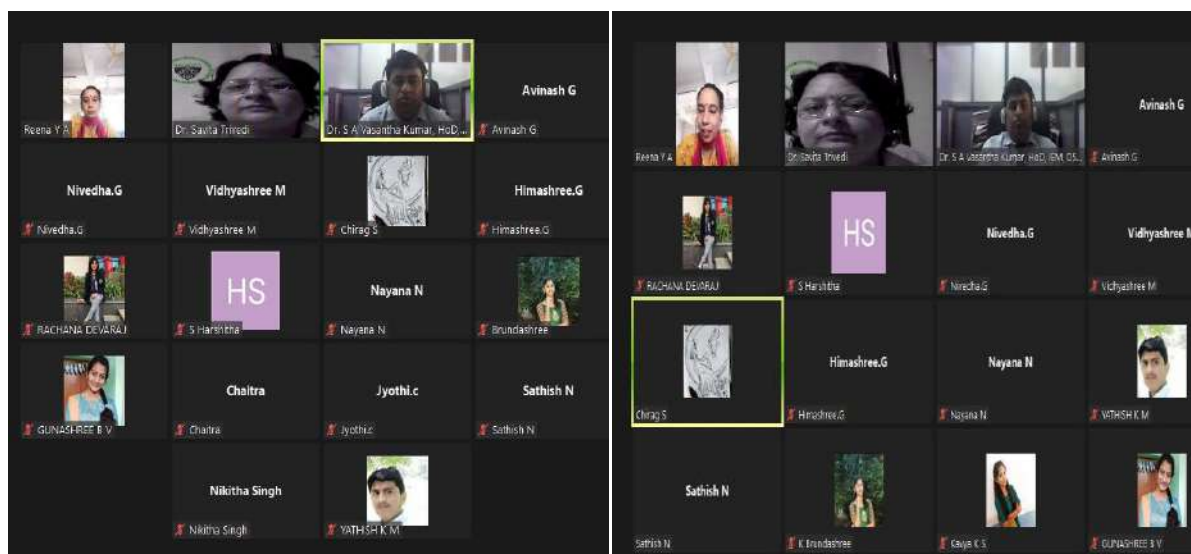 Avinash G
Reena Y A
Dr. Savita Trivedi
Dr. S A Vasantha Kumar, HoD,...
Avinash G
Nivedha.G
Vidhyashree M
Himashree.G
Nivedha.G
Vidhyashree M
Chirag S
Himashree.G
HS
Nayana N
RACHANA DEVARAJ
S Harshitha
Nayana N
Brundashree
Chaitra
Jyothi.c
Sathish N
GUNASHREE B V
Chaitra
Jyothi.c
Sathish N
Nikitha Singh
Nikitha Singh
YATHISH K M
Avinash G
Reena Y A
Dr. Savita Trivedi
Dr. S A Vasantha Kumar, HoD, IEM, DS...
Avinash G
HS
Nivedha.G
Vidhyashree M
RACHANA DEVARAJ
S Harshitha
Nivedha.G
Vidhyashree M
Himashree.G
Nayana N
Chirag S
Himashree.G
Nayana N
YATHISH K M
Sathish N
Sathish N
K Brundashree
Kavya K S
GUNASHREE B V